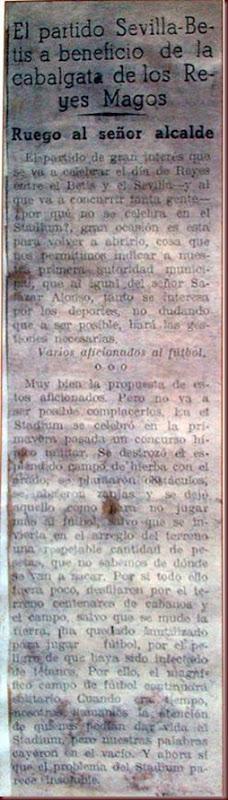 El partido Sevilla-Be-
tis a beneficio de la
cabalgata de los Re-
yes Magos
Ruego al señor alcalde
El partido de gran interés que
se va a celebrar el día de Reyes
entre el Betis y el Sevilla—y al
que va a concurrir tanta gente—
¿por qué no se celebra en el
Stadium?, gran ocasión es esta
para volver a abrirlo, cosa que
nos permitimos indicar a nues-
tra primera autoridad munici-
pal, que al igual del señor Sa-
lazar Alonso, tanto se interesa
por los deportes, no dudando
que a ser posible, hará las ges-
tiones necesarias.
Varios aficionados al fútbol.
o o o
Muy bien la propuesta de es-
tos aficionados. Pero no va a
ser posible complacerlos. En el
Stadium se celebró en la pri-
mavera pasada un concurso hí-
pico militar. Se destrozó el es-
pléndido campo de hierba con el
arado, se plantaron obstáculos,
se abrieron zanjas y se dejó
aquello como para no jugar
más al fútbol, salvo que se in-
vierta en el arreglo del terreno
una respetable cantidad de pe-
setas, que no sabemos de dónde
se van a sacar. Por si todo ello
fuera poco, desfilaron por el te-
rreno centenares de caballos y
el campo, salvo que se mude la
tierra, ha quedado inutilizado
para jugar fútbol, por el pe-
ligro de que haya sido infectado
de tétanos. Por ello, el magní-
fico campo de fútbol continuará
solitario. Cuando era tiempo,
nosotros llamamos la atención
de quienes podían dar vida al
Stadium, pero nuestras palabras
cayeron en el vacío. Y ahora sí
que el problema del Stadium pa-
rece insoluble.